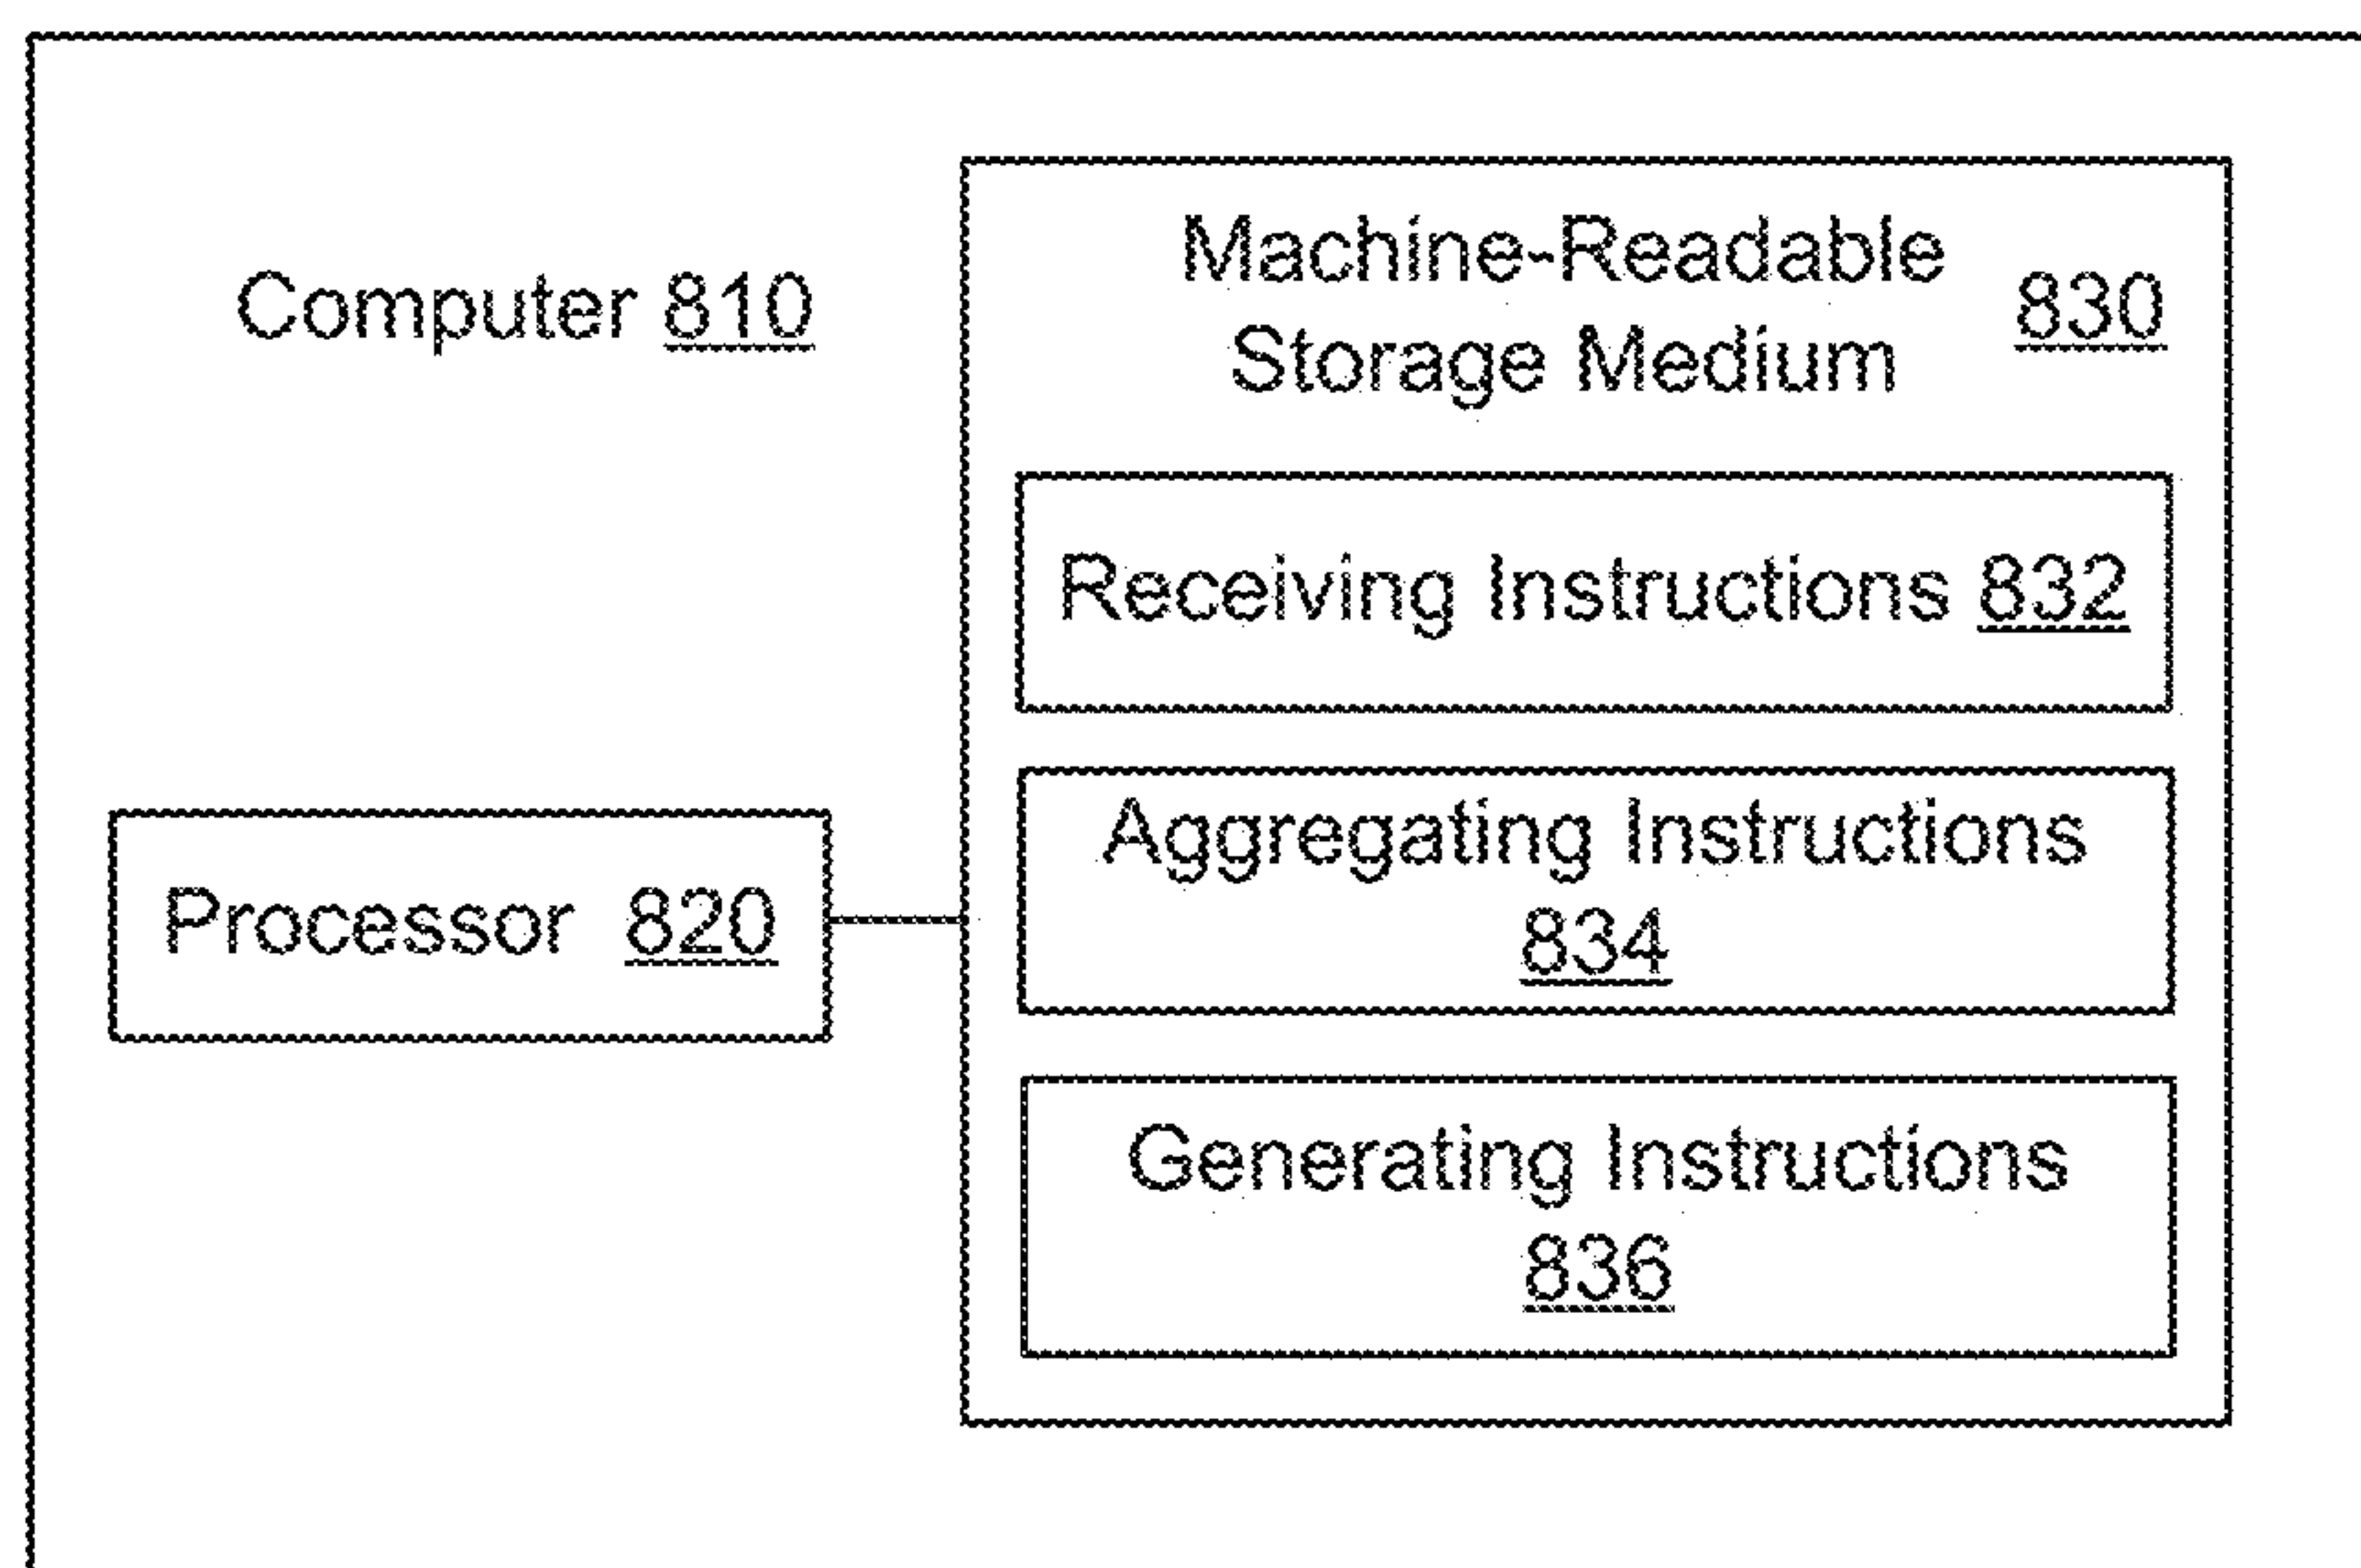 Computer 810
Machine-Readable
Storage Medium
830
Receiving Instructions 832
Aggregating Instructions
834
Processor 820
Generating Instructions
836